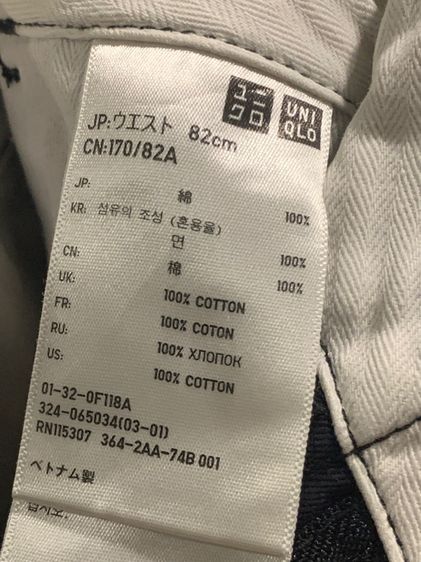 ユニ
クロ
UNI
QLO
JP:ウエスト 82cm
CN:170/82A
JP: 綿 100%
KR: 섬유의 조성 (혼용율)
면 100%
CN: 棉 100%
UK: 100% COTTON
FR: 100% COTON
RU: 100% ХЛОПОК
US: 100% COTTON
01-32-0F118A
324-065034(03-01)
RN115307 364-2AA-74B 001
ベトナム製